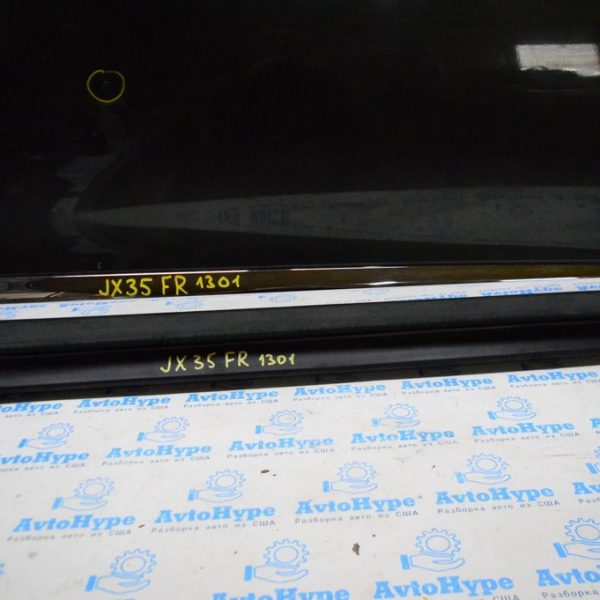 JX35 FR 1301
JX35 FR 1301
AvtoHype
Разборка авто из США